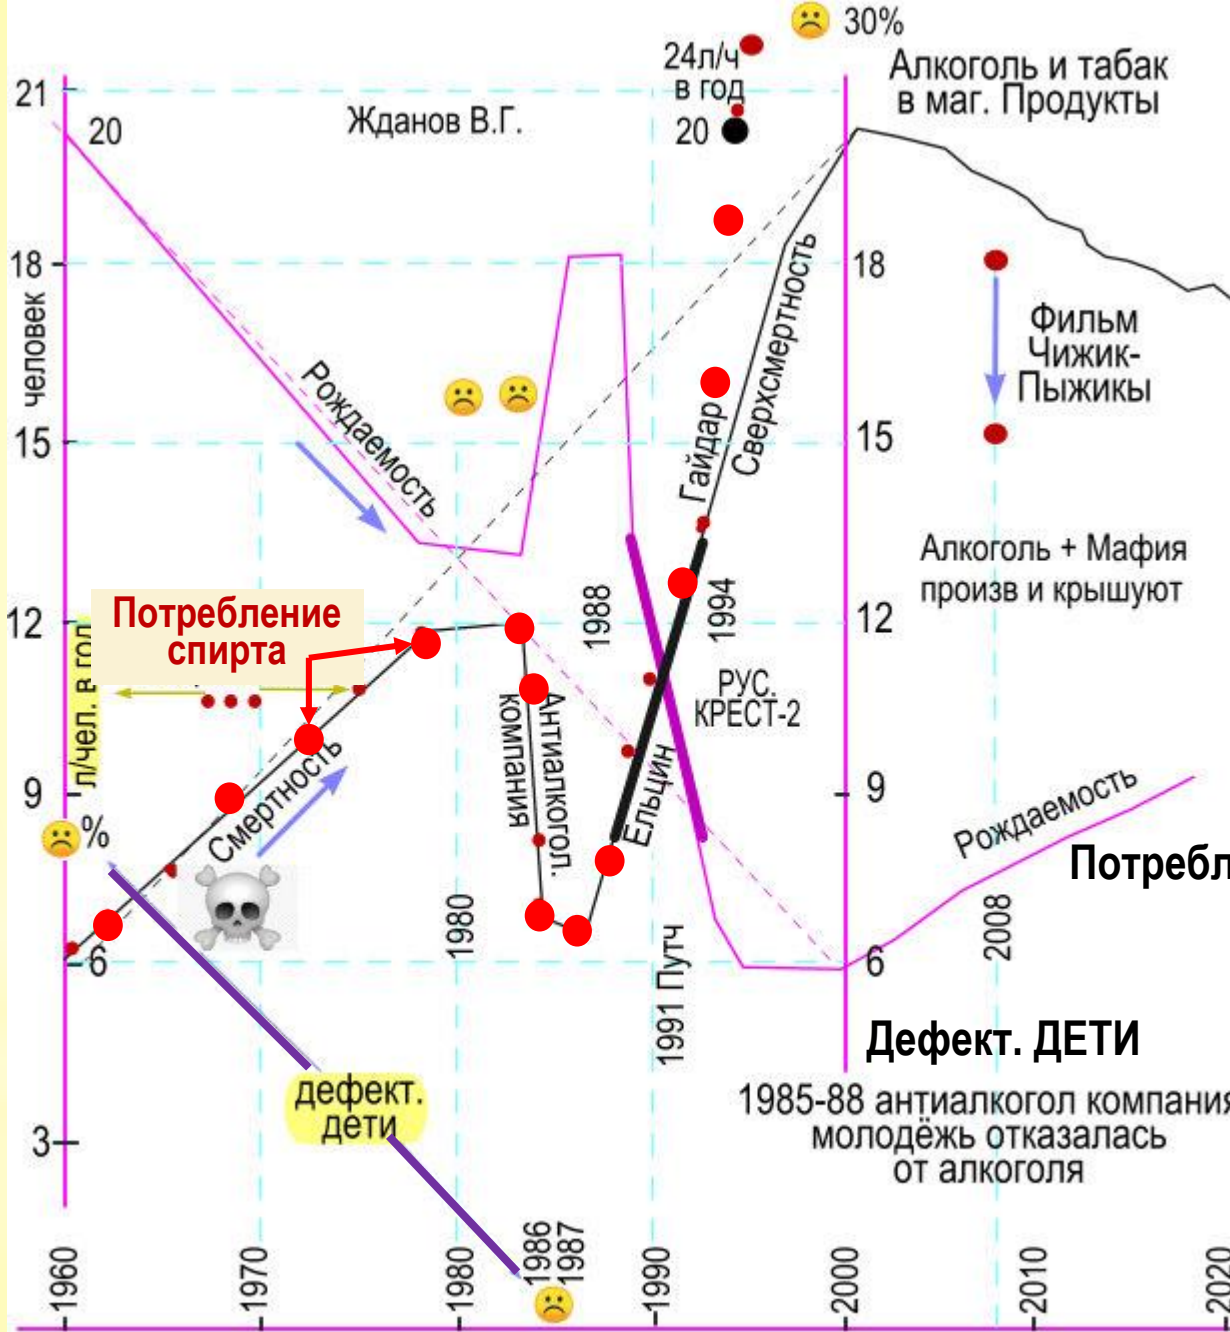 30%
24л/ч
в год
20
Алкоголь и табак
в маг. Продукты
21
20
Жданов В.Г.
18
18
человек
Рождаемость
Сверхсмертность
Гайдар
Фильм
Чижик-
Пыжикы
15
15
Алкоголь + Мафия
произв и крышуют
1988
1994
12
12
Потребление
спирта
л/чел. в год
РУС.
КРЕСТ-2
Антиалкогол.
компания
Ельцин
Смертность
9
9
%
Рождаемость
Потребл
1980
1991 Путч
2008
6
6
Дефект. ДЕТИ
дефект.
дети
1985-88 антиалкогол компания
молодёжь отказалась
от алкоголя
3
1986
1987
1960
1970
1980
1990
2000
2010
2020